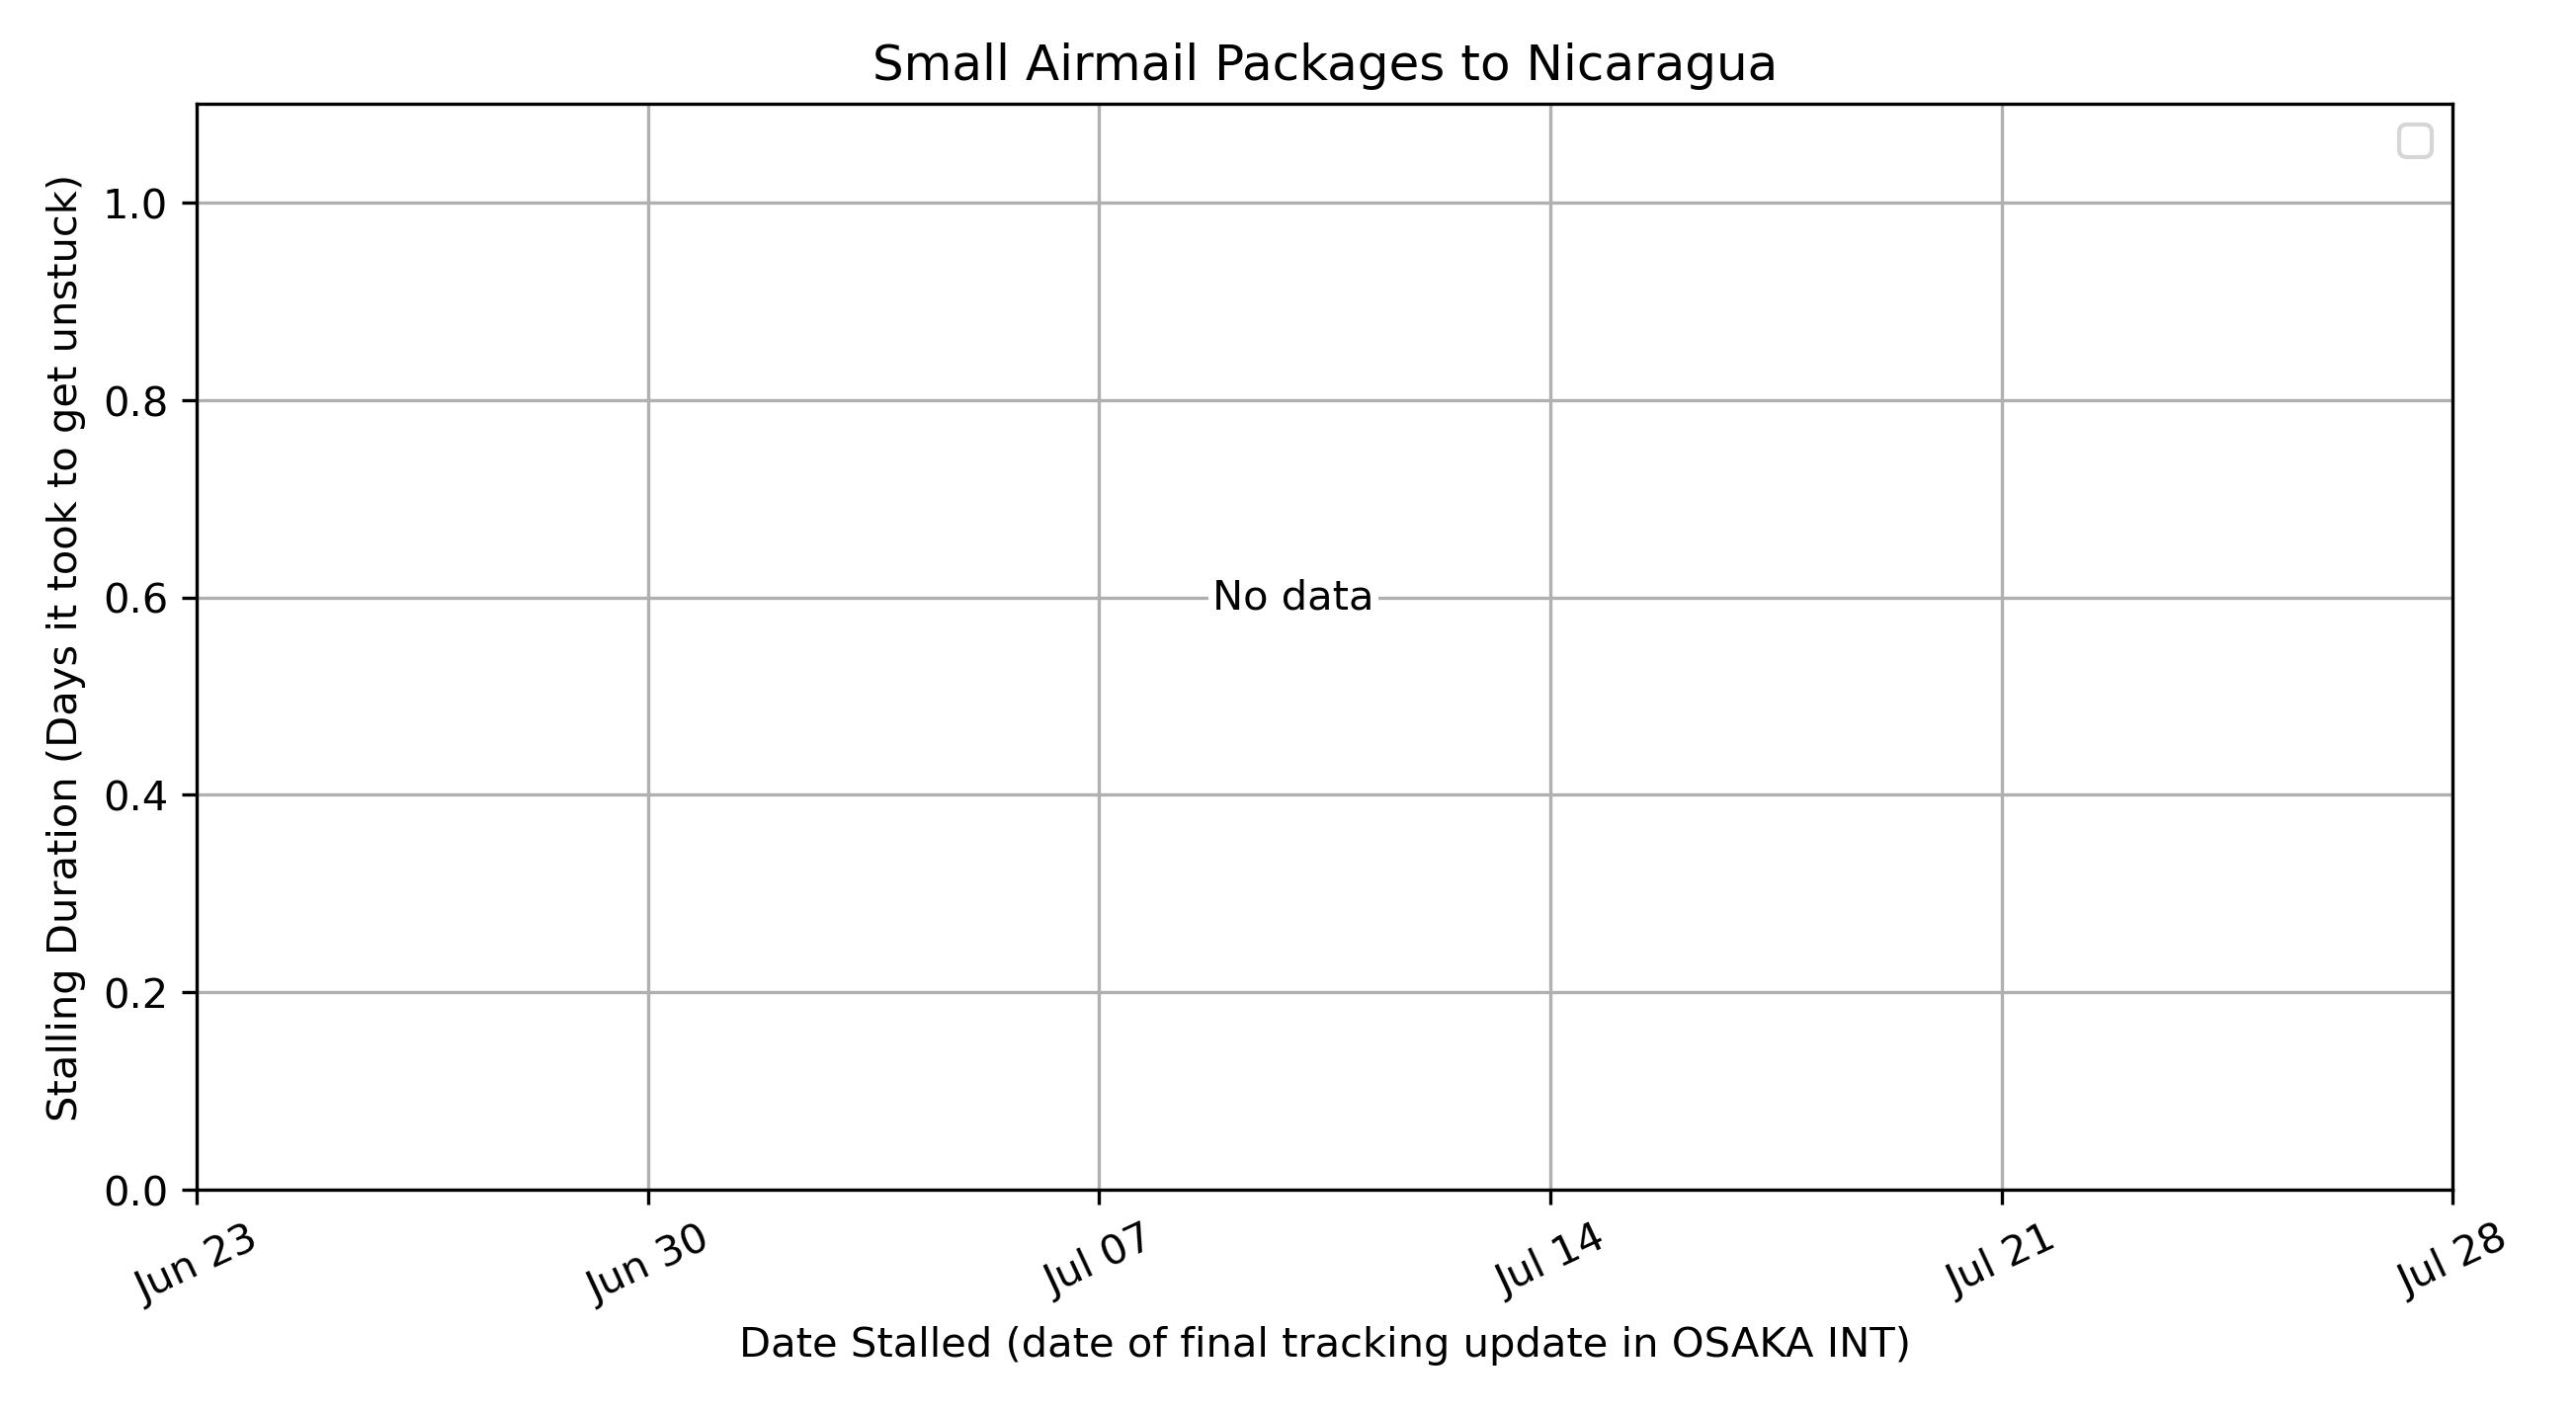 Small Airmail Packages to Nicaragua
Stalling Duration (Days it took to get unstuck)
1.0
0.8
0.6
0.4
0.2
0.0
No data
Jun 23
Jun 30
Jul 07
Jul 14
Jul 21
Jul 28
Date Stalled (date of final tracking update in OSAKA INT)